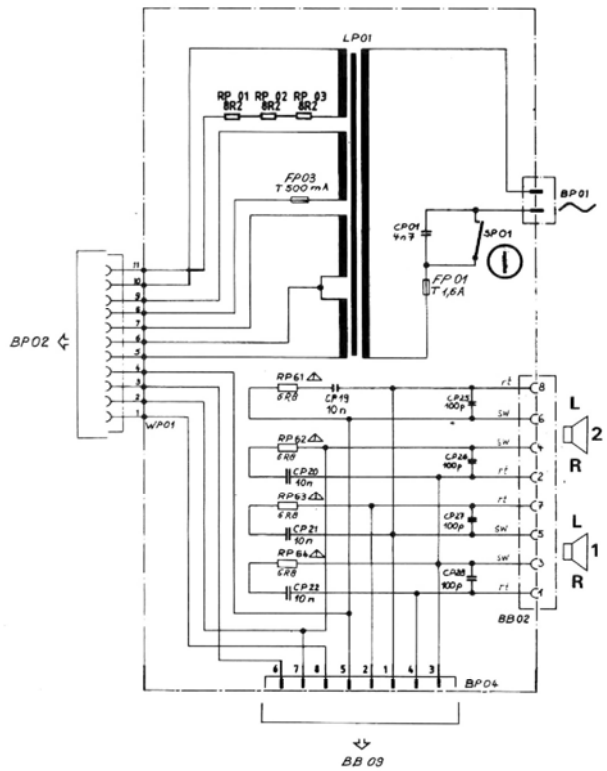 LP01
RP 01 RP 02 RP 03
8R2 8R2 8R2
FP03
T 500 mA
BP01
CP01
4n7
SP01
FP01
T 1,6A
11
10
9
8
7
6
5
4
3
2
1
BP02
WP01
RP61
6R8
CP19
10n
CP25
100p
rt
8
sw
6
L
2
R
RP62
6R8
CP20
10n
CP26
100p
sw
4
rt
2
RP63
6R8
CP21
10n
CP27
100p
rt
7
sw
5
L
1
R
RP64
6R8
CP22
10n
CP28
100p
sw
3
rt
1
BB02
6 7 8 5 2 1 4 3
BP04
BB 09